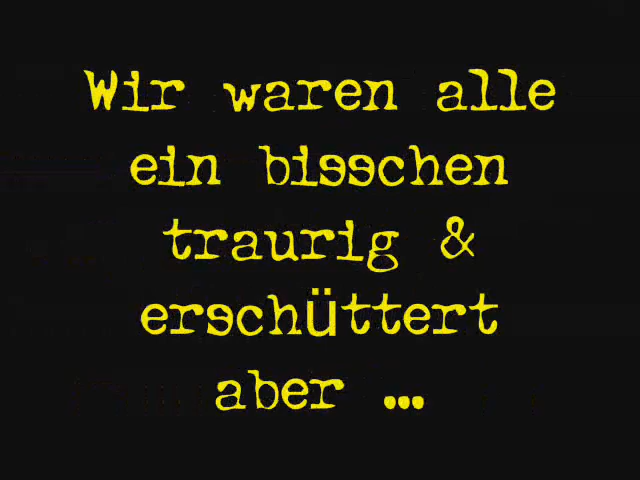 Wir waren alle
ein bisschen
traurig &
erschüttert
aber ...